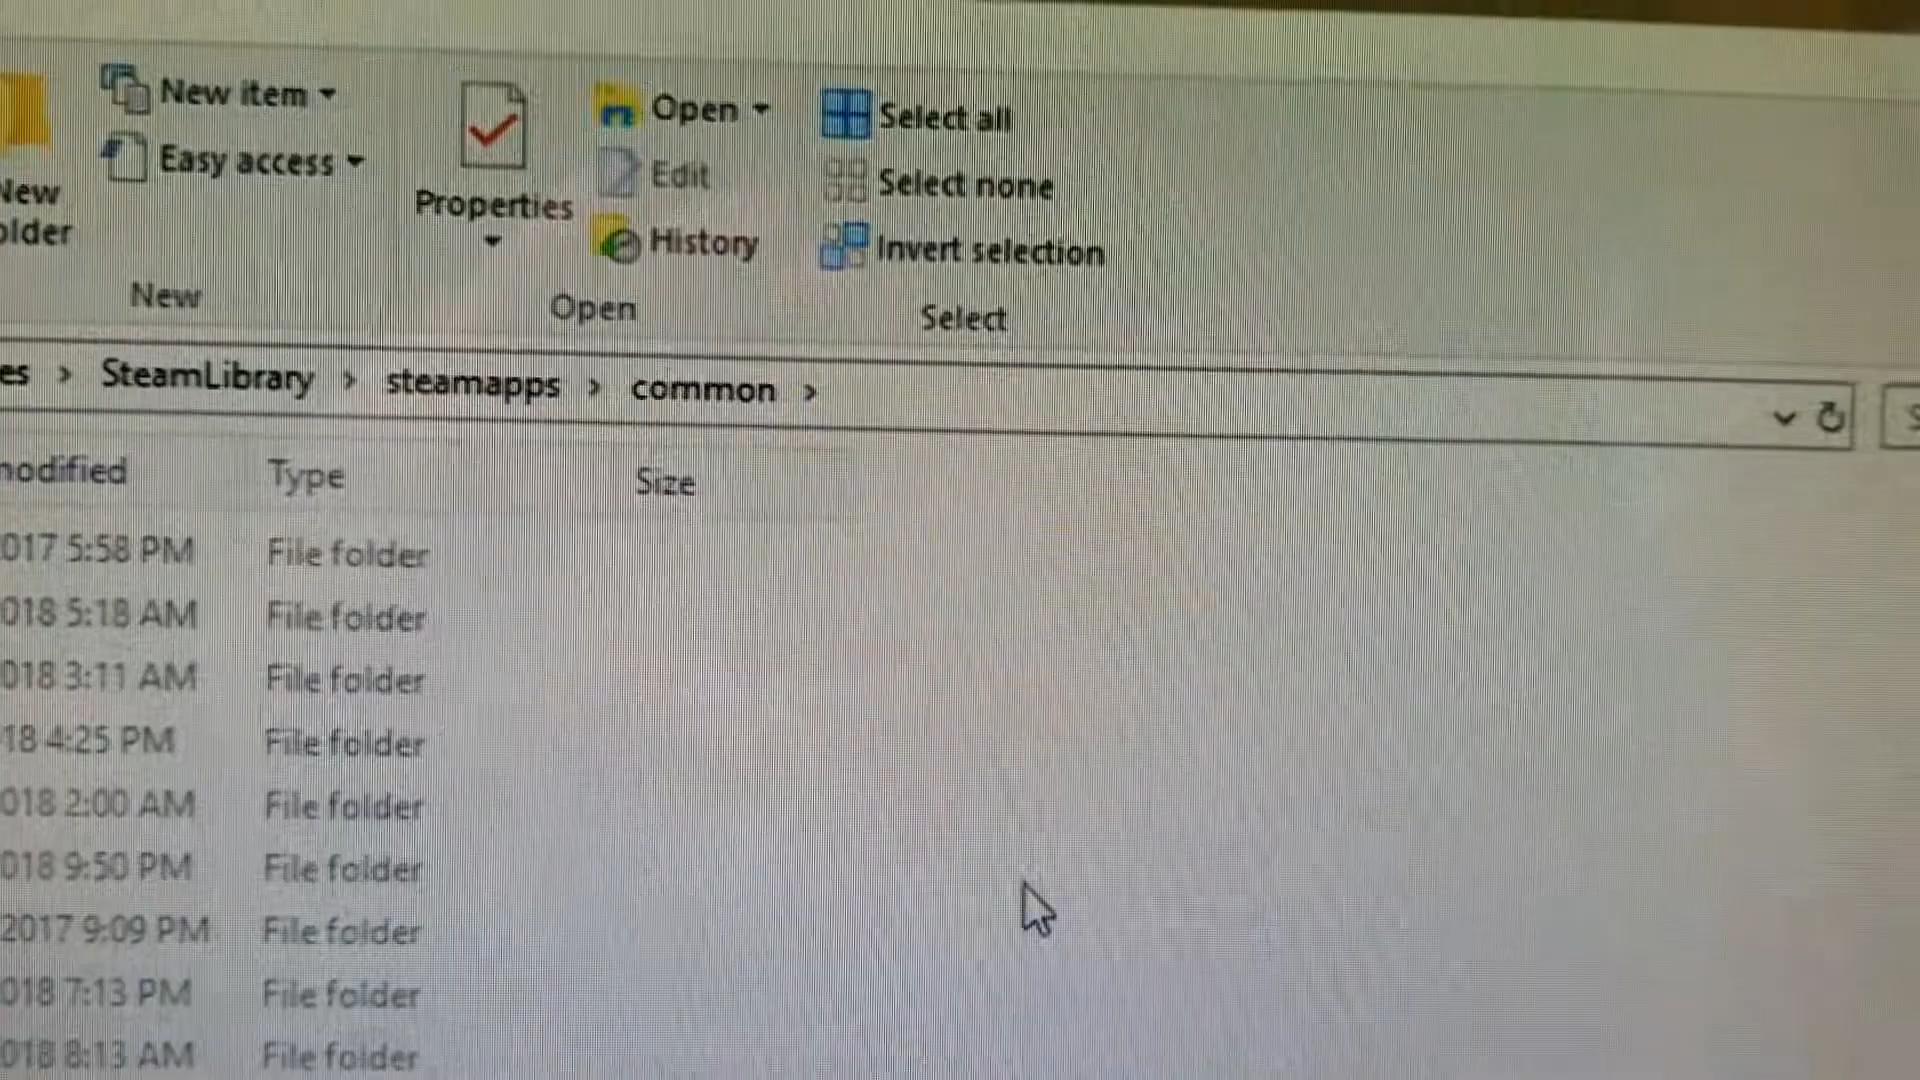 New item
Easy access
New
older
Properties
Open
Edit
History
Select all
Select none
Invert selection
New
Open
Select
es > SteamLibrary > steamapps > common >
modified Type Size
017 5:58 PM File folder
018 5:18 AM File folder
018 3:11 AM File folder
18 4:25 PM File folder
018 2:00 AM File folder
018 9:50 PM File folder
2017 9:09 PM File folder
018 7:13 PM File folder
018 8:13 AM File folder